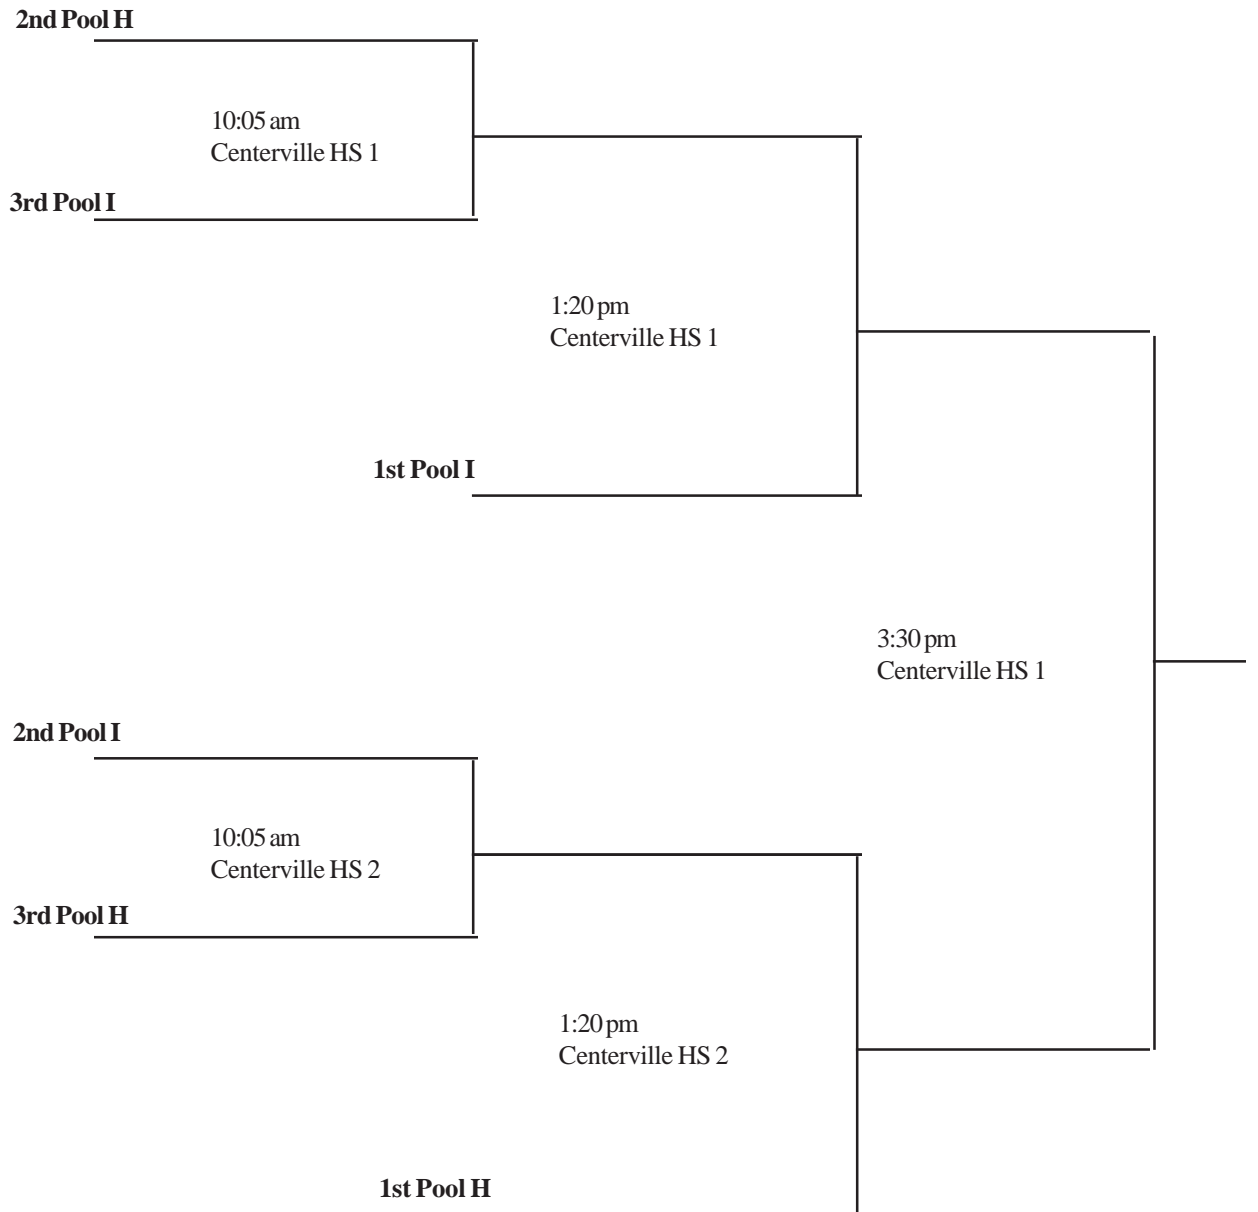 2nd Pool H
10:05 am
Centerville HS 1
3rd Pool I
1:20 pm
Centerville HS 1
1st Pool I
3:30 pm
Centerville HS 1
2nd Pool I
10:05 am
Centerville HS 2
3rd Pool H
1:20 pm
Centerville HS 2
1st Pool H